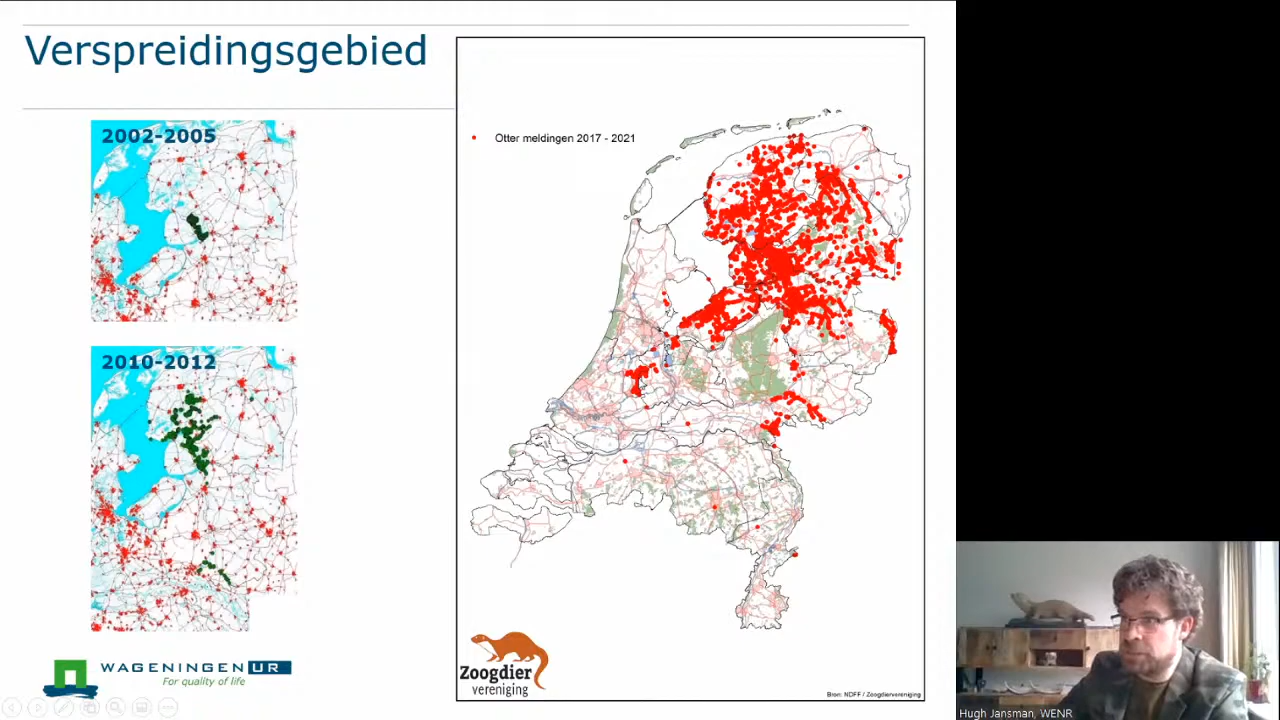 Verspreidingsgebied
2002-2005
2010-2012
Otter meldingen 2017 - 2021
WAGENINGEN UR
For quality of life
Zoogdier
vereniging
Bron: NDFF / Zoogdiervereniging
Hugh Jansman, WENR